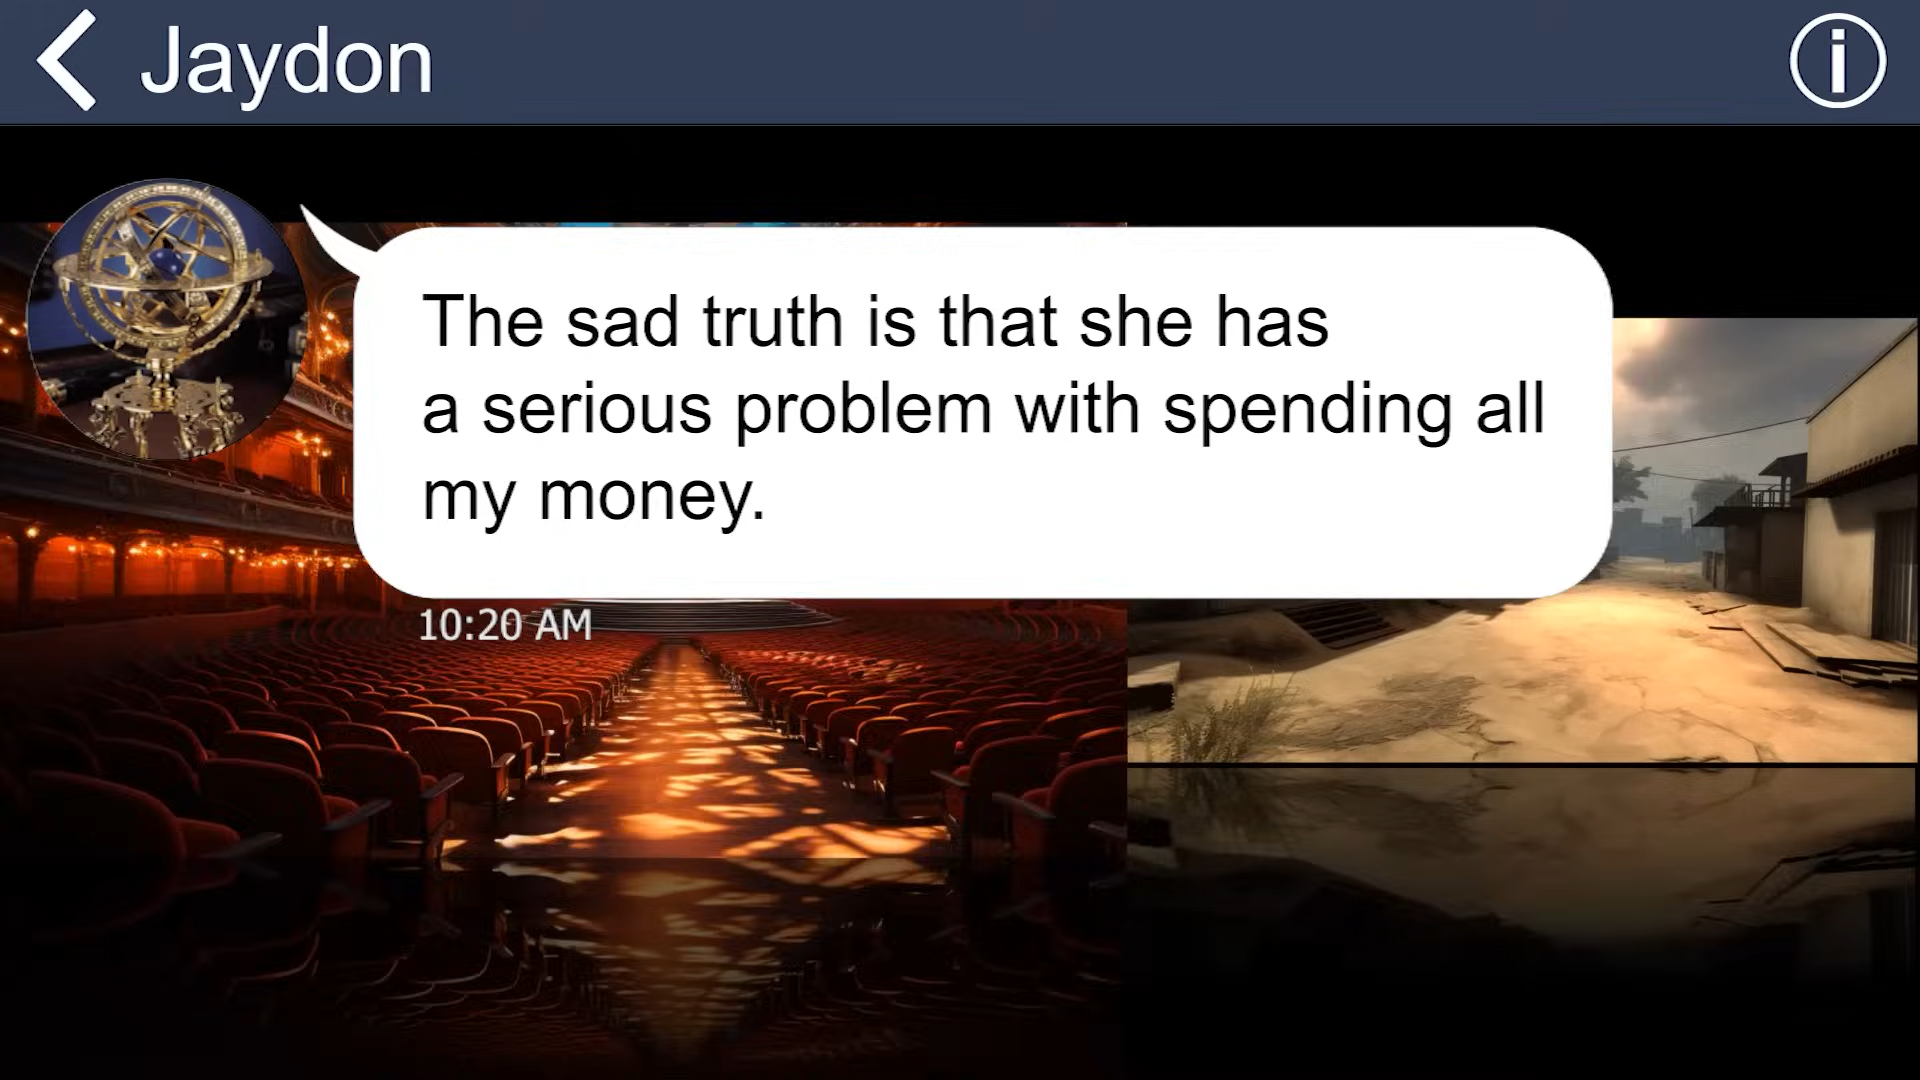 Jaydon
The sad truth is that she has
a serious problem with spending all
my money.
10:20 AM